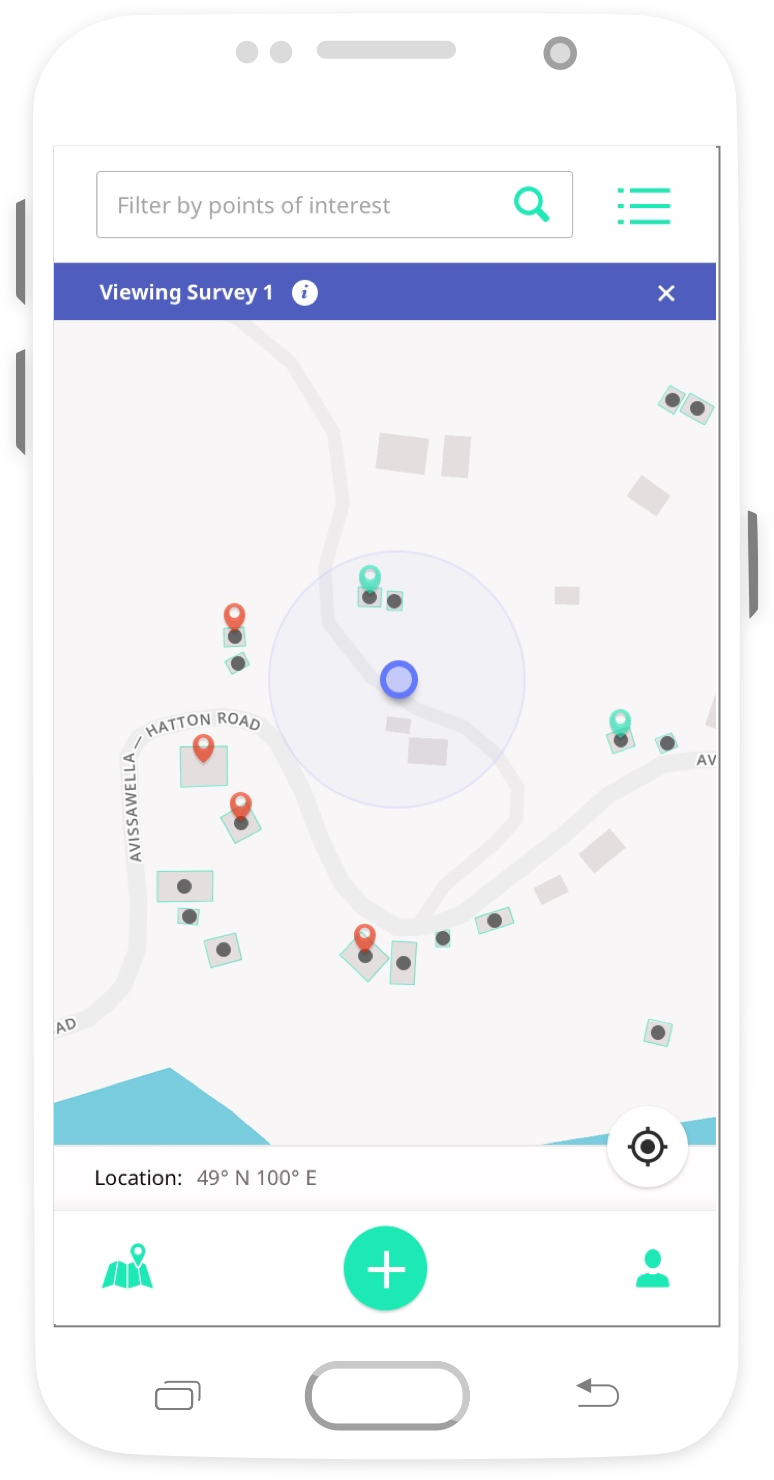 Filter by points of interest
Viewing Survey 1 i
AVISSAWELLA — HATTON ROAD
AV
AD
Location: 49° N 100° E